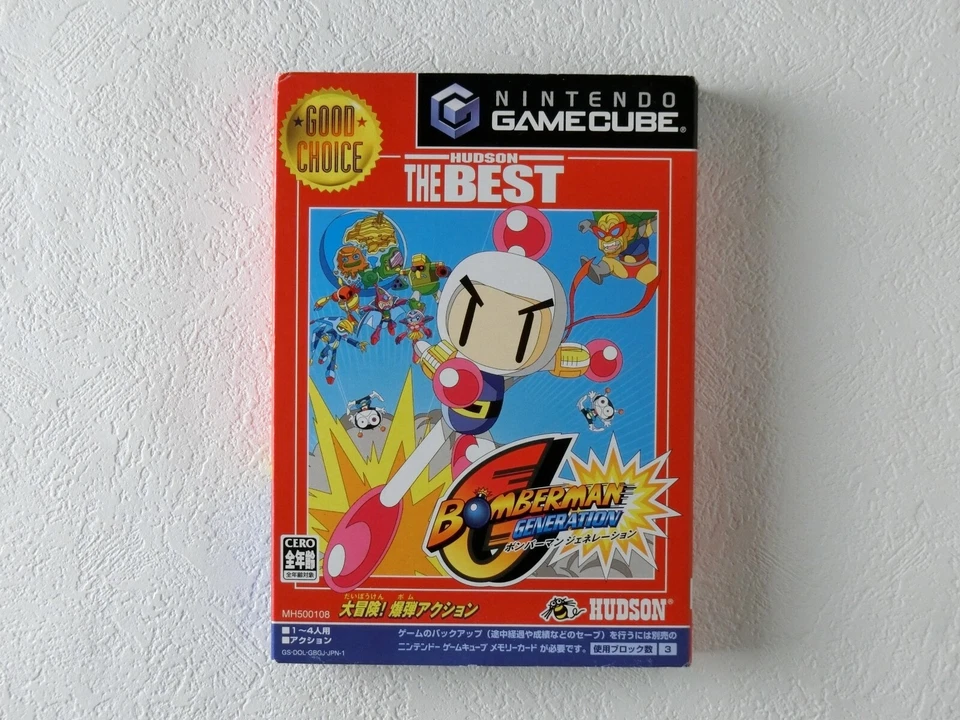 GOOD
CHOICE
NINTENDO
GAMECUBE®
HUDSON
THE BEST
BOMBERMAN
GENERATION
ボンバーマン ジェネレーション
CERO
全年齢
全年齢対象
だいぼうけん ボム
大冒険! 爆弾アクション
MH500108
HUDSON®
■1〜4人用
■アクション
GS-DOL-GBGJ-JPN-1
ゲームのバックアップ(途中経過や成績などのセーブ)を行うには別売の
ニンテンドーゲームキューブ メモリーカードが必要です。 使用ブロック数 3